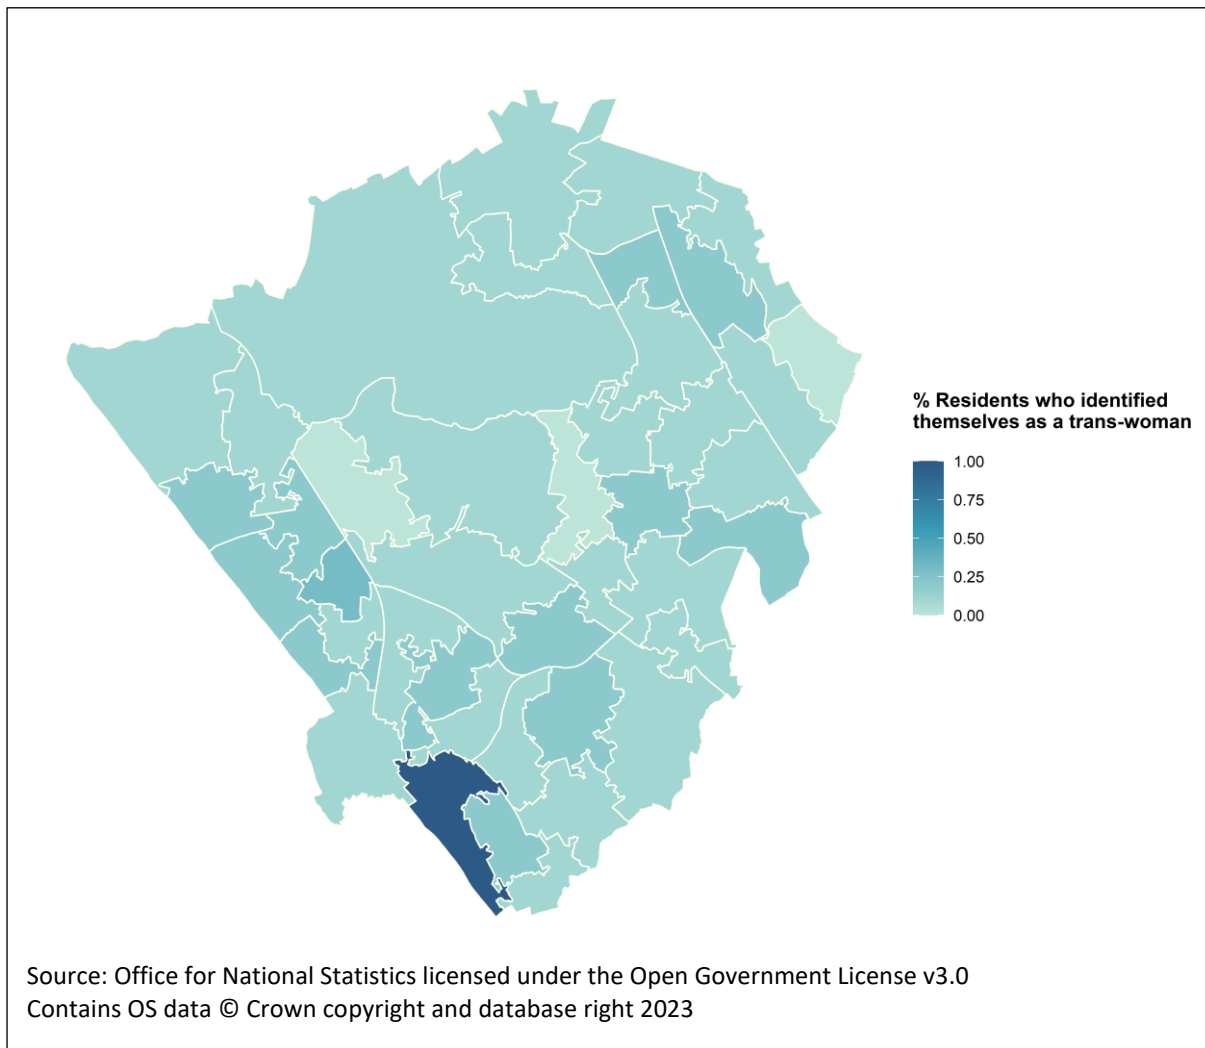 % Residents who identified
themselves as a trans-woman
1.00
0.75
0.50
0.25
0.00
Source: Office for National Statistics licensed under the Open Government License v3.0
Contains OS data © Crown copyright and database right 2023